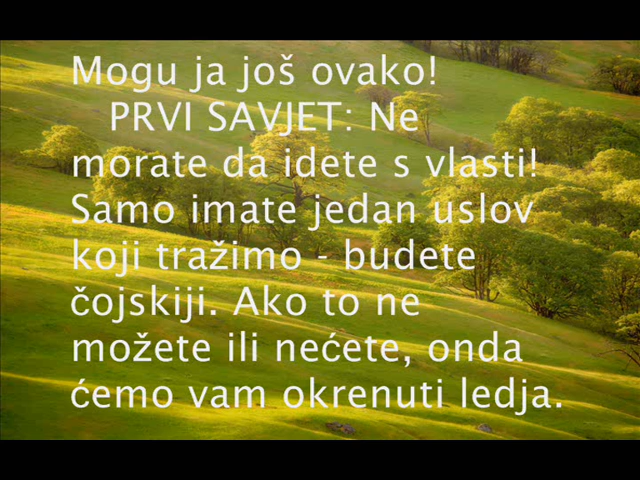 Mogu ja još ovako!
PRVI SAVJET: Ne
morate da idete s vlasti!
Samo imate jedan uslov
koji tražimo - budete
čojskiji. Ako to ne
možete ili nećete, onda
ćemo vam okrenuti ledja.